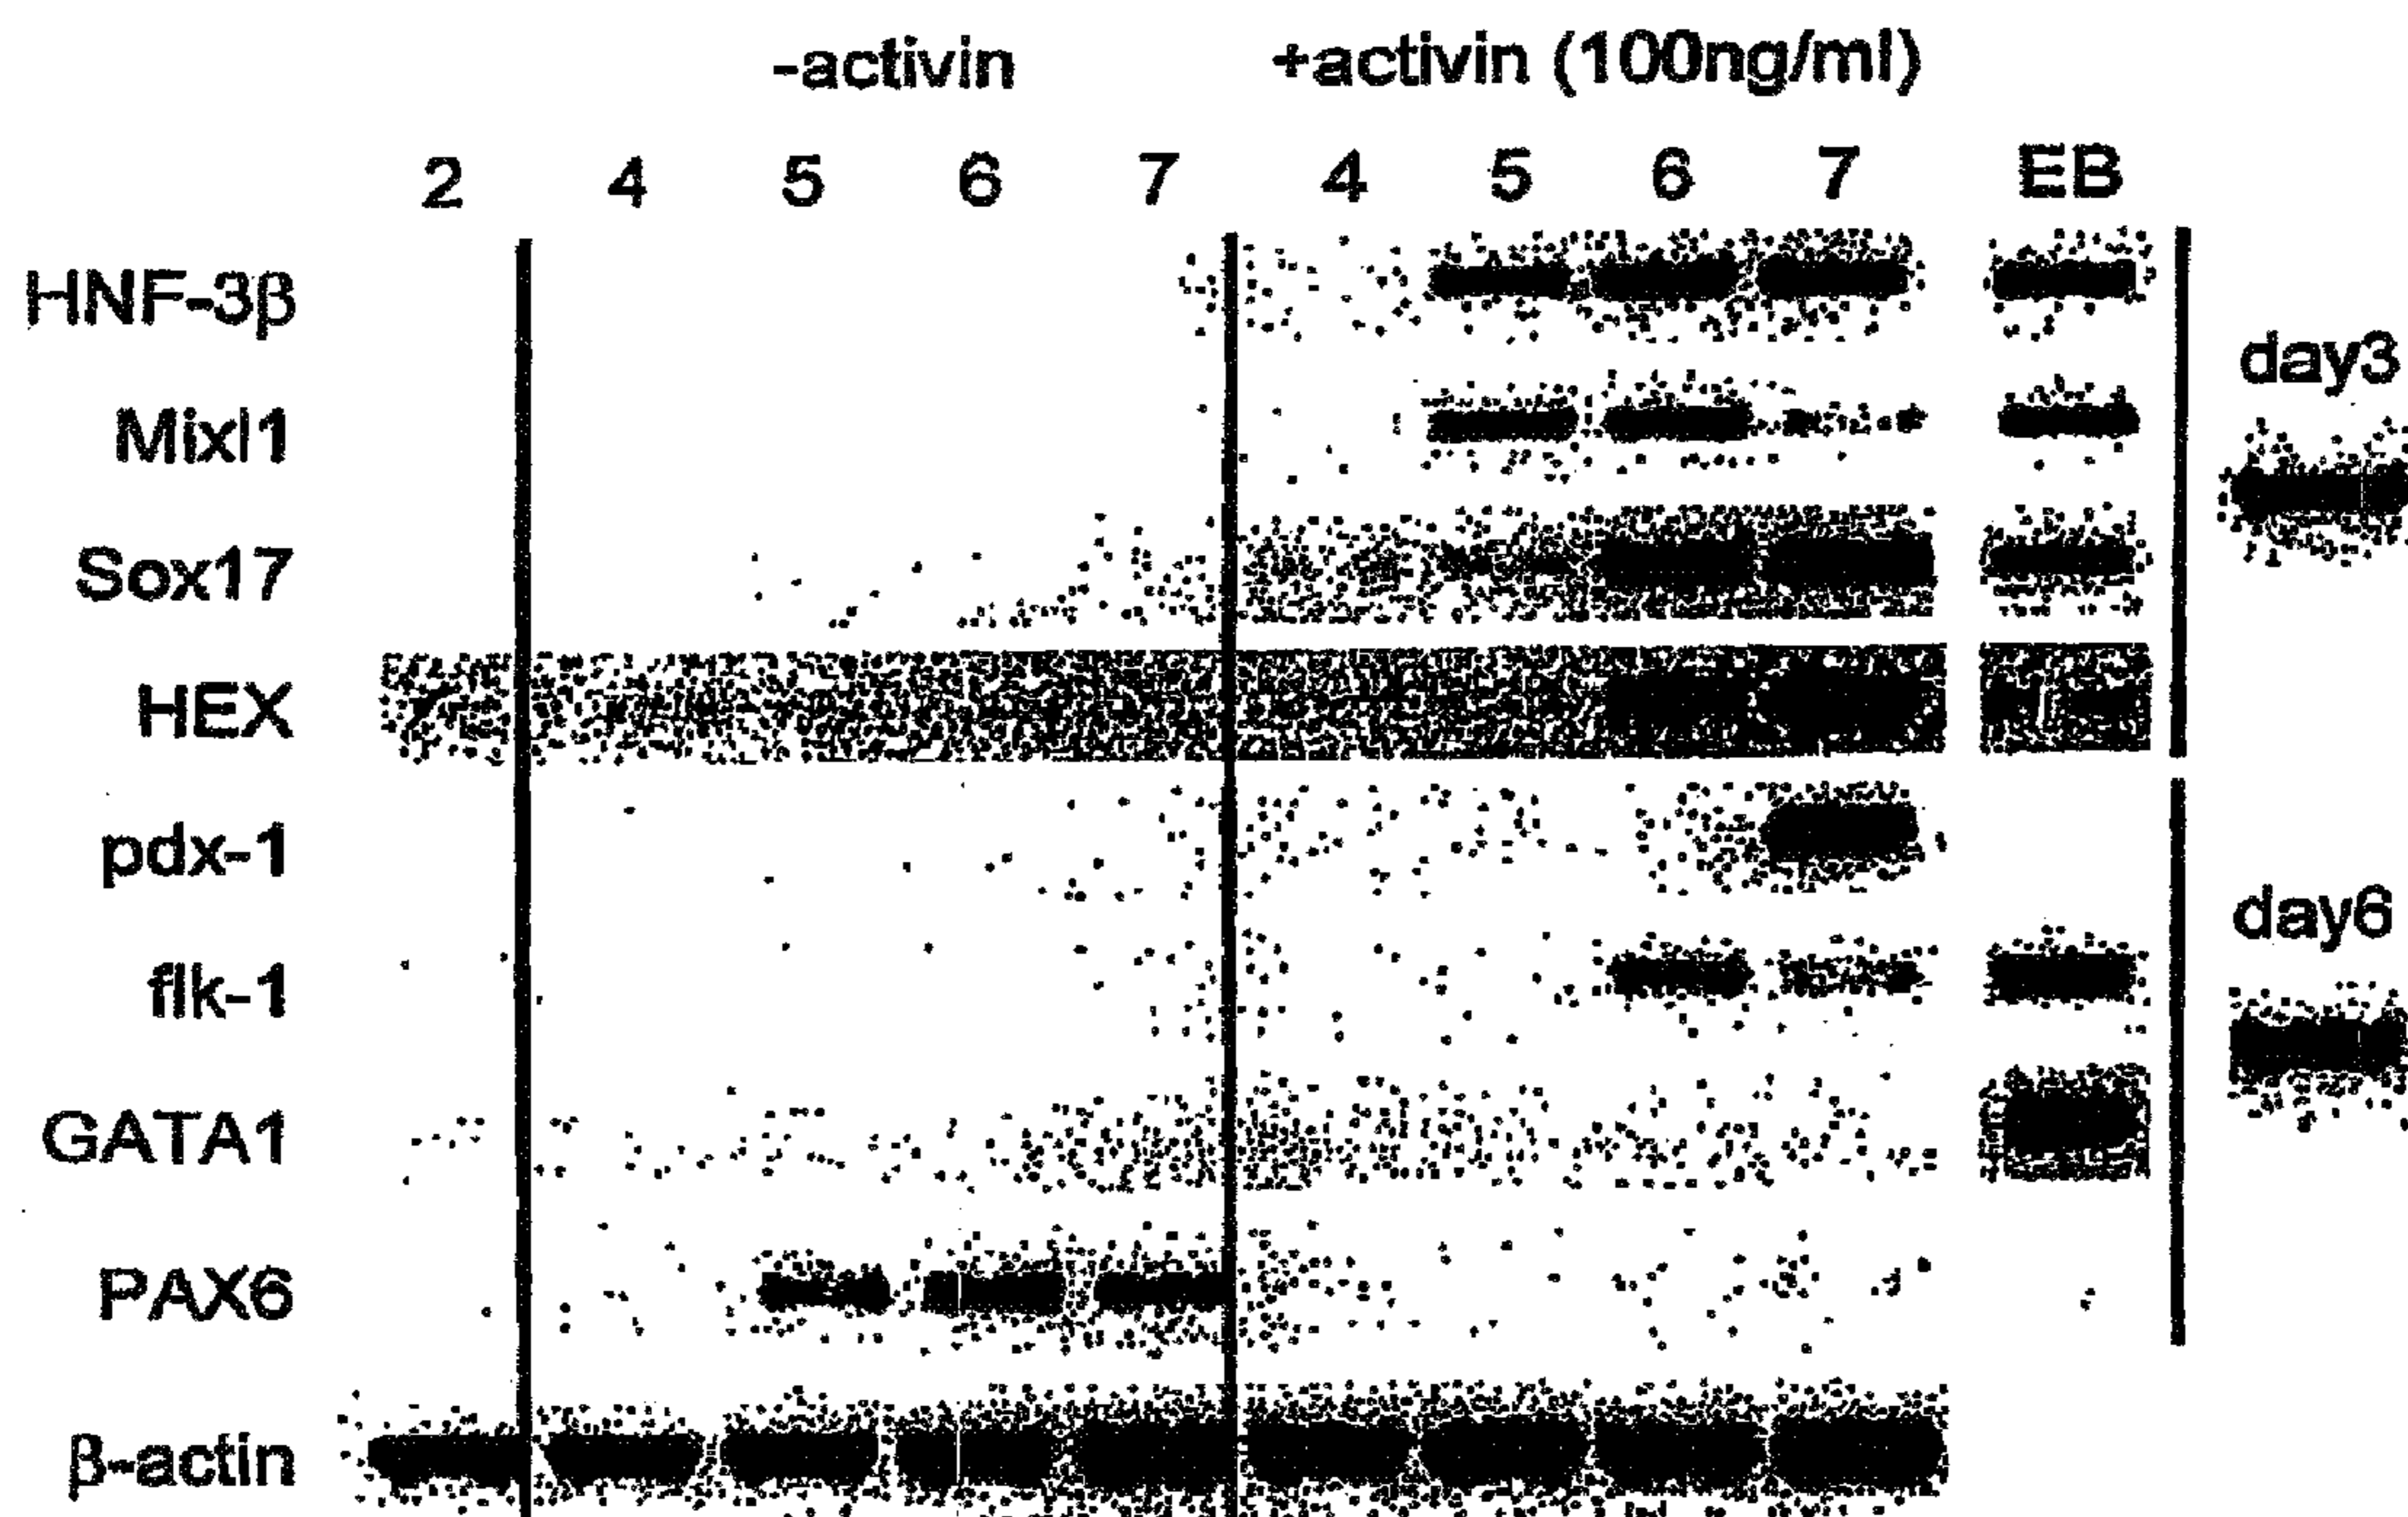 -activin +activin (100ng/ml)
2 4 5 6 7 4 5 6 7 EB
HNF-3β
day3
Mixl1
Sox17
HEX
pdx-1
day6
flk-1
GATA1
PAX6
β-actin